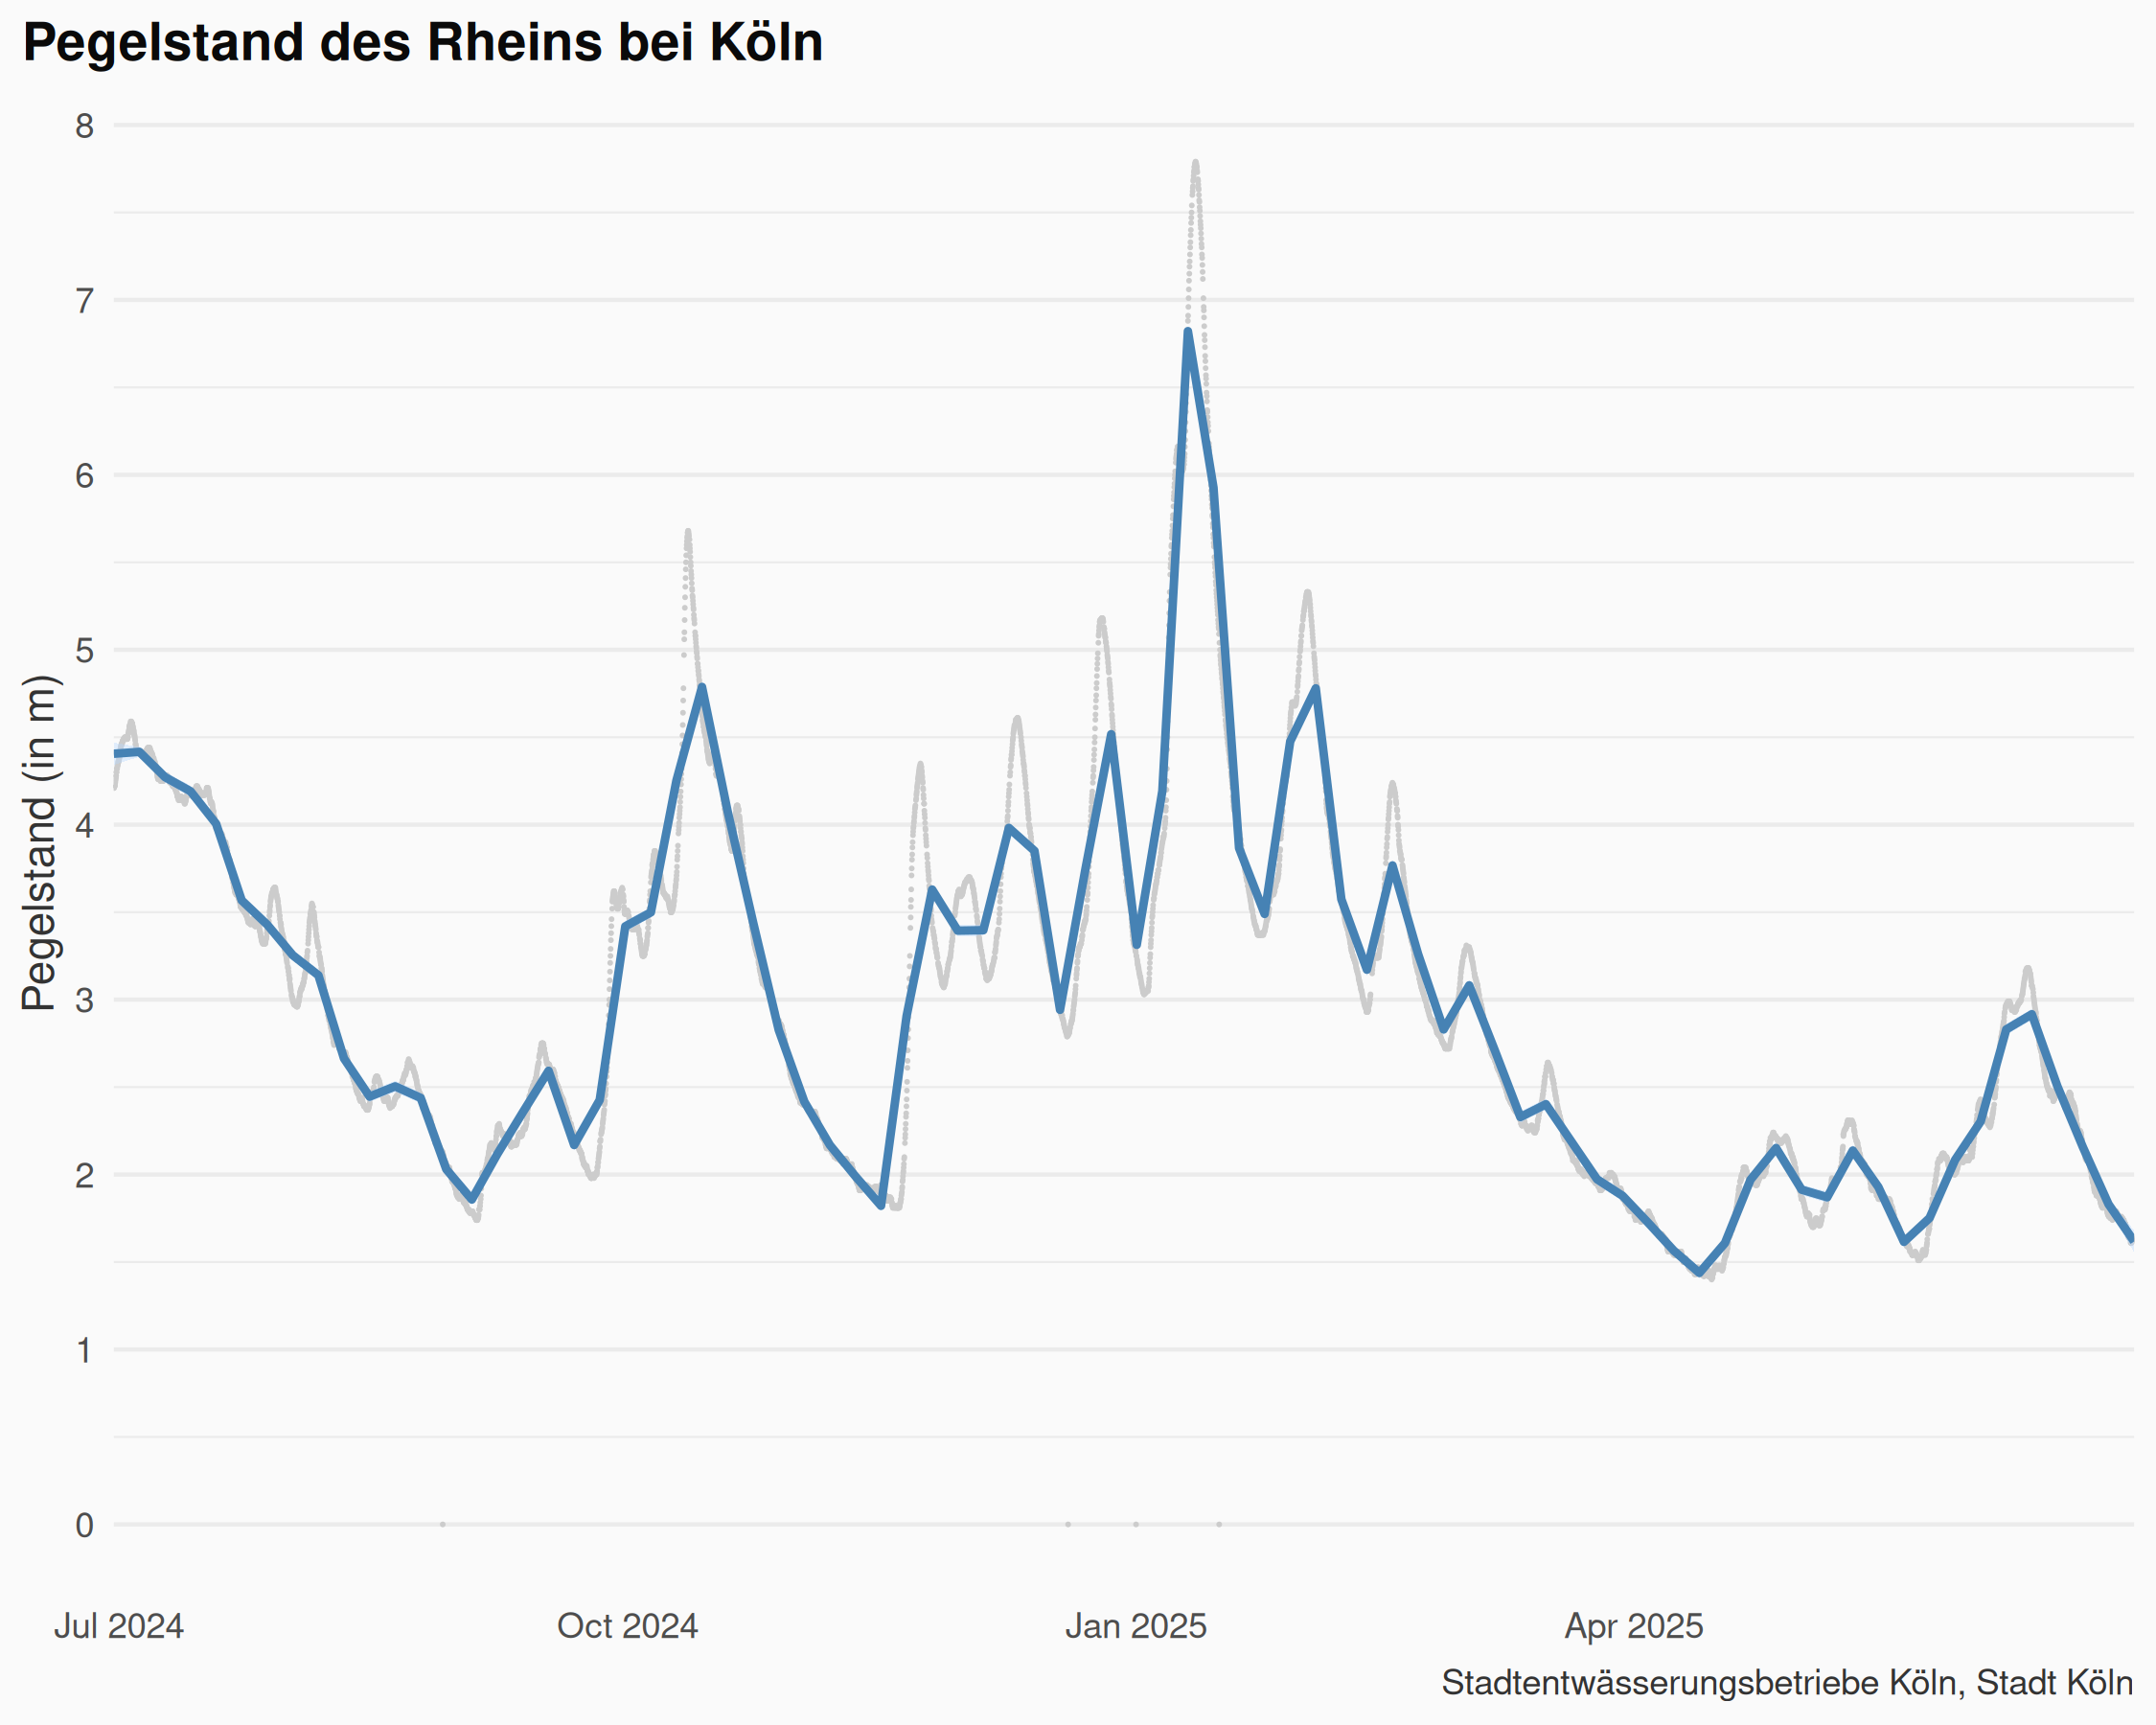 Pegelstand des Rheins bei Köln
8
7
6
5
4
3
2
1
0
Pegelstand (in m)
Jul 2024 Oct 2024 Jan 2025 Apr 2025
Stadtentwässerungsbetriebe Köln, Stadt Köln